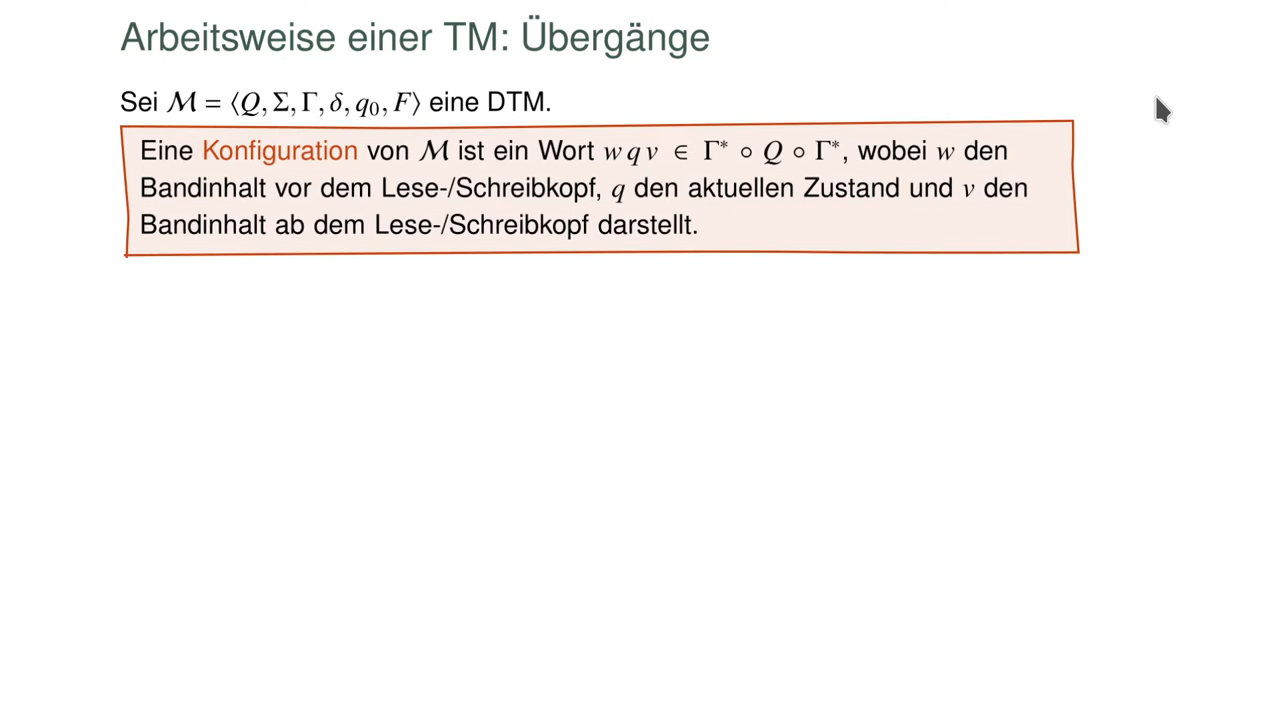 Arbeitsweise einer TM: Übergänge
Sei ℳ = ⟨Q, Σ, Γ, δ, q₀, F⟩ eine DTM.
Eine Konfiguration von ℳ ist ein Wort w q v ∈ Γ* ∘ Q ∘ Γ*, wobei w den
Bandinhalt vor dem Lese-/Schreibkopf, q den aktuellen Zustand und v den
Bandinhalt ab dem Lese-/Schreibkopf darstellt.